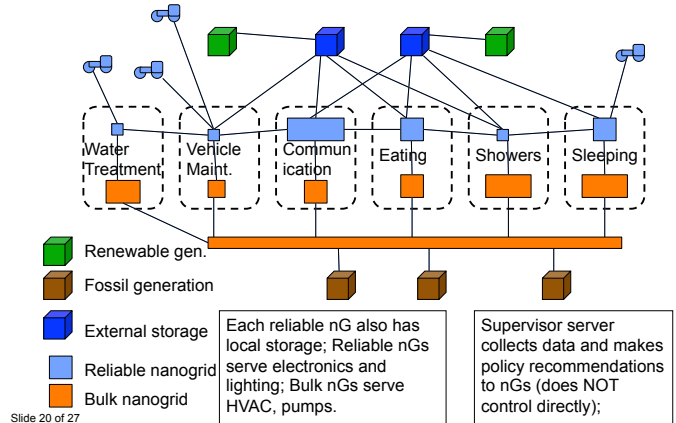 Water
Treatment
Vehicle
Maint.
Commun
ication
Eating
Showers
Sleeping
Renewable gen.
Fossil generation
External storage
Reliable nanogrid
Bulk nanogrid
Each reliable nG also has
local storage; Reliable nGs
serve electronics and
lighting; Bulk nGs serve
HVAC, pumps.
Supervisor server
collects data and makes
policy recommendations
to nGs (does NOT
control directly);
Slide 20 of 27